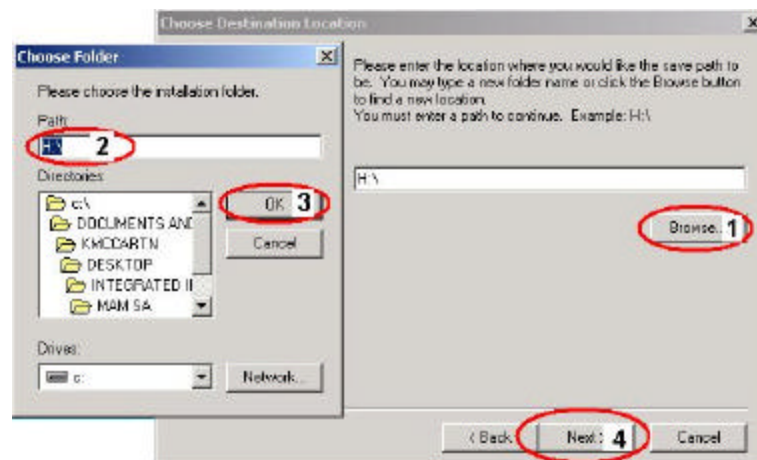 Choose Destination Location
Please enter the location where you would like the save path to
be. You may type a new folder name or click the Browse button
to find a new location.
You must enter a path to continue. Example: H:\
H:\
Browse.. 1
< Back
Next 4
Cancel
Choose Folder
Please choose the installation folder.
Path:
H:\ 2
Directories:
c:\
DOCUMENTS AND
KMCCARTN
DESKTOP
INTEGRATED II
MAM SA
OK 3
Cancel
Drives:
c:
Network...